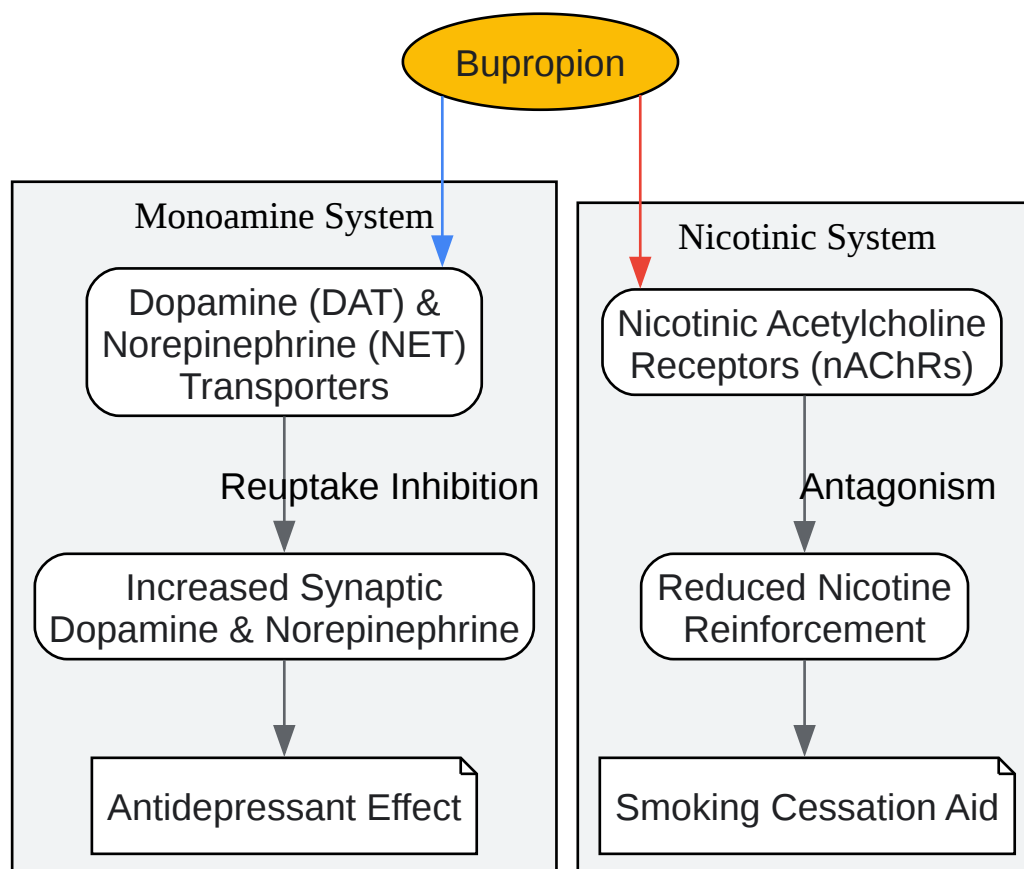 Bupropion
Monoamine System
Dopamine (DAT) &
Norepinephrine (NET)
Transporters
Reuptake Inhibition
Increased Synaptic
Dopamine & Norepinephrine
Antidepressant Effect
Nicotinic System
Nicotinic Acetylcholine
Receptors (nAChRs)
Antagonism
Reduced Nicotine
Reinforcement
Smoking Cessation Aid